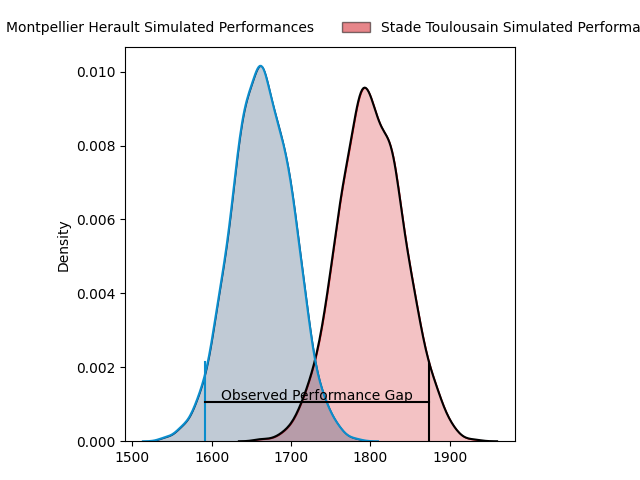 Montpellier Herault Simulated Performances Stade Toulousain Simulated Performa
0.010
0.008
0.006
0.004
0.002
0.000
Density
Observed Performance Gap
1500 1600 1700 1800 1900